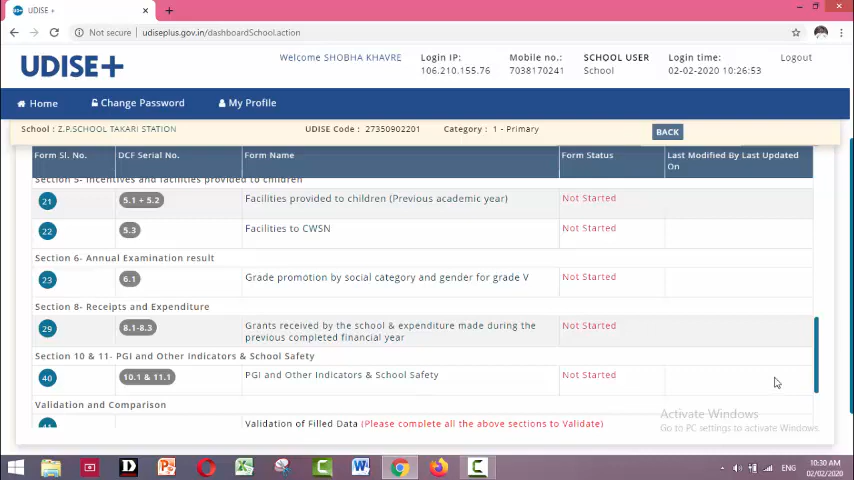 UDISE+
Not secure | udiseplus.gov.in/dashboardSchool.action
UDISE+
Welcome SHOBHA KHAVRE
Login IP:
106.210.155.76
Mobile no.:
7038170241
SCHOOL USER
School
Login time:
02-02-2020 10:26:53
Logout
Home
Change Password
My Profile
School : Z.P.SCHOOL TAKARI STATION
UDISE Code : 27350902201
Category : 1 - Primary
BACK
Form Sl. No.
DCF Serial No.
Form Name
Form Status
Last Modified By Last Updated
On
Section 5- Incentives and facilities provided to children
21 5.1 + 5.2 Facilities provided to children (Previous academic year) Not Started
22 5.3 Facilities to CWSN Not Started
Section 6- Annual Examination result
23 6.1 Grade promotion by social category and gender for grade V Not Started
Section 8- Receipts and Expenditure
29 8.1-8.3 Grants received by the school & expenditure made during the Not Started
previous completed financial year
Section 10 & 11- PGI and Other Indicators & School Safety
40 10.1 & 11.1 PGI and Other Indicators & School Safety Not Started
Validation and Comparison
41 Validation of Filled Data (Please complete all the above sections to Validate)
Activate Windows
Go to PC settings to activate Windows.
ENG
10:30 AM
02/02/2020